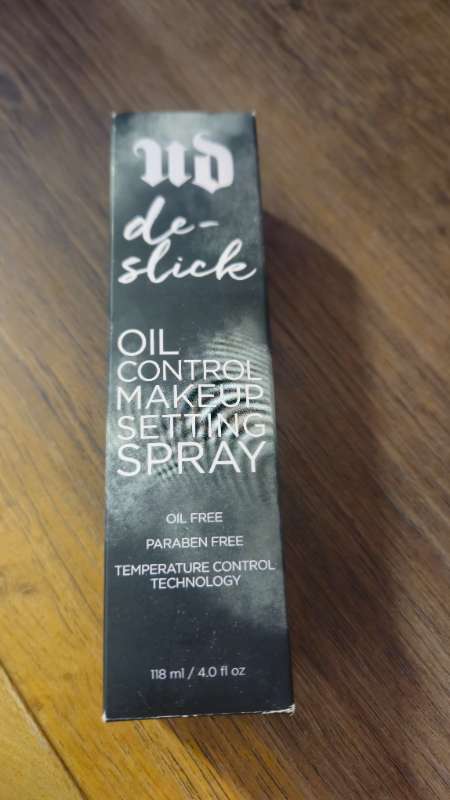 UD
de-
slick
OIL
CONTROL
MAKEUP
SETTING
SPRAY
OIL FREE
PARABEN FREE
TEMPERATURE CONTROL
TECHNOLOGY
118 ml / 4.0 fl oz